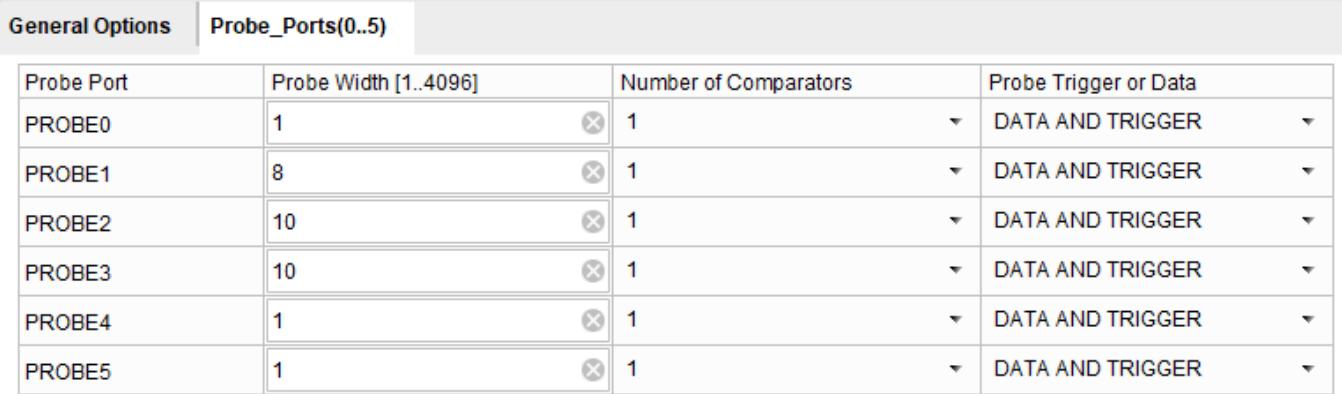 General Options Probe_Ports(0..5)
Probe Port Probe Width [1..4096] Number of Comparators Probe Trigger or Data
PROBE0 1 1 DATA AND TRIGGER
PROBE1 8 1 DATA AND TRIGGER
PROBE2 10 1 DATA AND TRIGGER
PROBE3 10 1 DATA AND TRIGGER
PROBE4 1 1 DATA AND TRIGGER
PROBE5 1 1 DATA AND TRIGGER